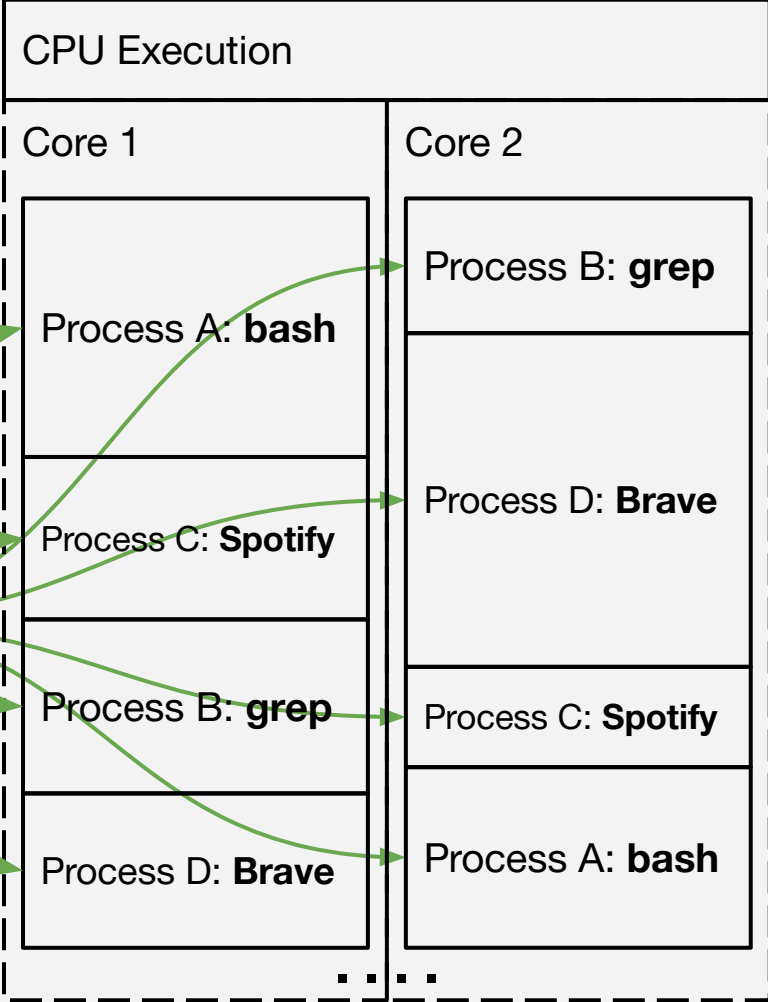 CPU Execution
Core 1
Process A: bash
Process C: Spotify
Process B: grep
Process D: Brave
Core 2
Process B: grep
Process D: Brave
Process C: Spotify
Process A: bash
....